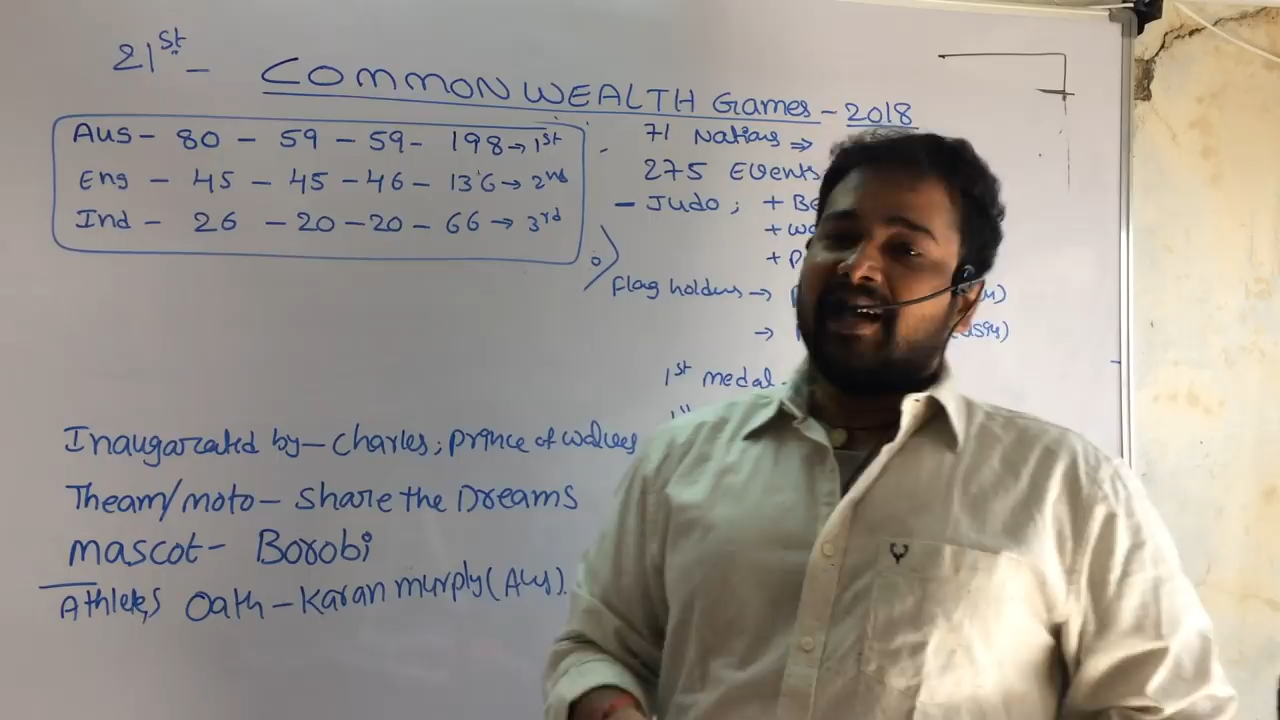 21st - COMMONWEALTH Games - 2018
Aus - 80 - 59 - 59 - 198 → 1st
Eng - 45 - 45 - 46 - 136 → 2nd
Ind - 26 - 20 - 20 - 66 → 3rd
71 Nations ⇒
275 Events
- Judo ; + Be
+ wo
+ P
Flag holders →
→
1st medal -
Inaugarated by - Charles, Prince of walees
Theam/moto - Share the Dreams
mascot - Borobi
Athletes Oath - Karan murply (Aus).